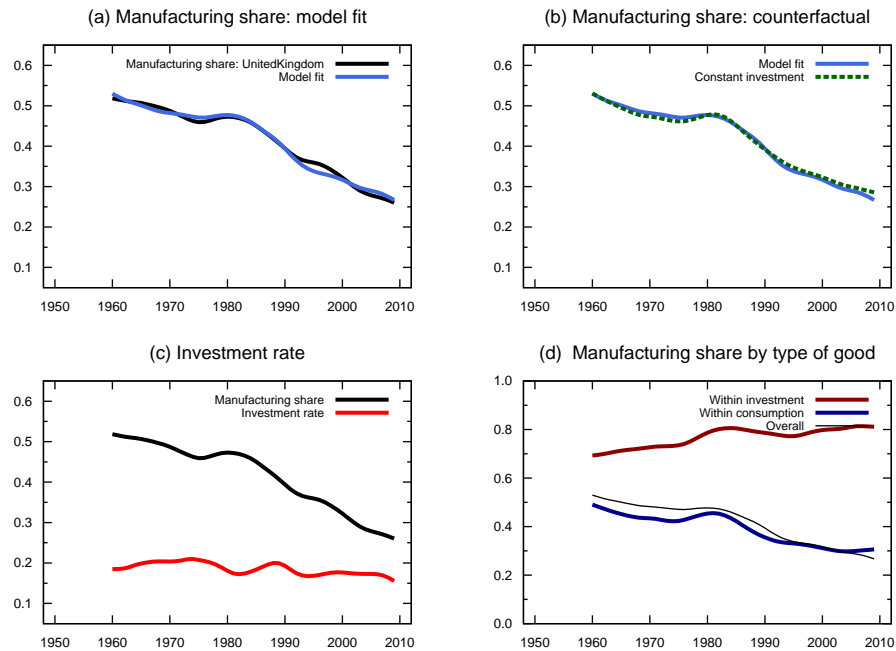 (a) Manufacturing share: model fit
0.6
0.5
0.4
0.3
0.2
0.1
Manufacturing share: UnitedKingdom
Model fit
1950 1960 1970 1980 1990 2000 2010
(b) Manufacturing share: counterfactual
0.6
0.5
0.4
0.3
0.2
0.1
Model fit
Constant investment
1950 1960 1970 1980 1990 2000 2010
(c) Investment rate
0.6
0.5
0.4
0.3
0.2
0.1
Manufacturing share
Investment rate
1950 1960 1970 1980 1990 2000 2010
(d) Manufacturing share by type of good
1.0
0.8
0.6
0.4
0.2
0.0
Within investment
Within consumption
Overall
1950 1960 1970 1980 1990 2000 2010